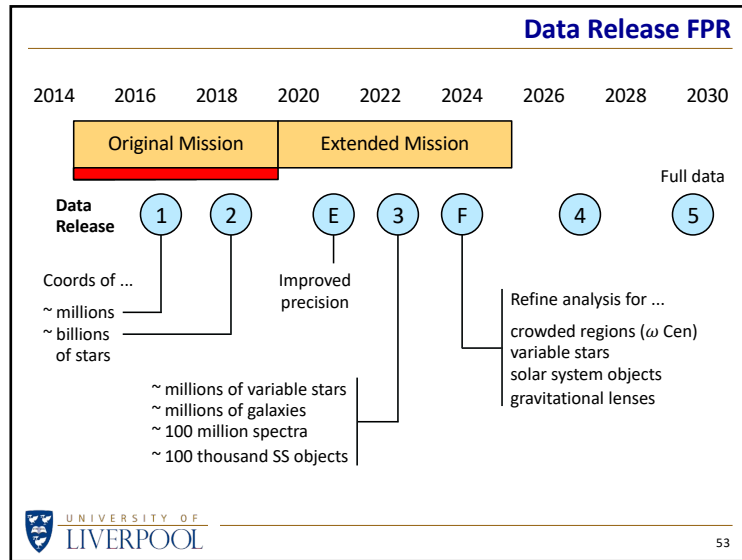 Data Release FPR
2014 2016 2018 2020 2022 2024 2026 2028 2030
Original Mission Extended Mission
Full data
Data
Release
1 2 E 3 F 4 5
Coords of ...
~ millions
~ billions
of stars
Improved
precision
Refine analysis for ...
crowded regions (ω Cen)
variable stars
solar system objects
gravitational lenses
~ millions of variable stars
~ millions of galaxies
~ 100 million spectra
~ 100 thousand SS objects
UNIVERSITY OF
LIVERPOOL
53